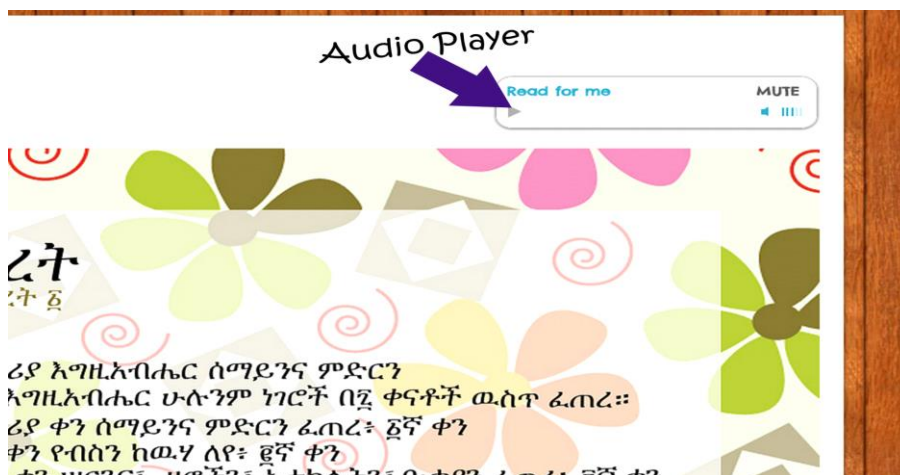 Audio Player
Read for me MUTE
ረት
ረት ፩
ሪያ እግዚአብሔር ሰማይንና ምድርን
እግዚአብሔር ሁሉንም ነገሮች በ፯ ቀናቶች ዉስጥ ፈጠረ።
ሪያ ቀን ሰማይንና ምድርን ፈጠረ፥ ፩ኛ ቀን
ቀን የብስን ከዉሃ ለየ፥ ፪ኛ ቀን